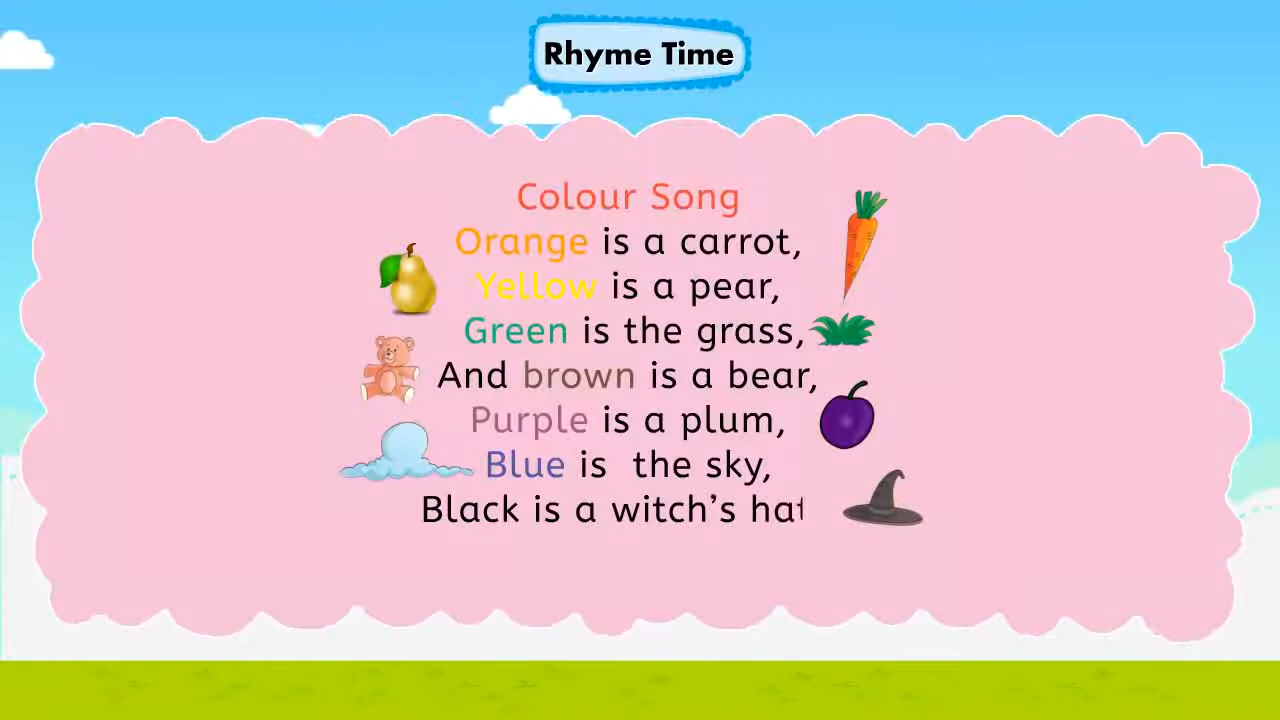 Rhyme Time
Colour Song
Orange is a carrot,
Yellow is a pear,
Green is the grass,
And brown is a bear,
Purple is a plum,
Blue is  the sky,
Black is a witch’s hat